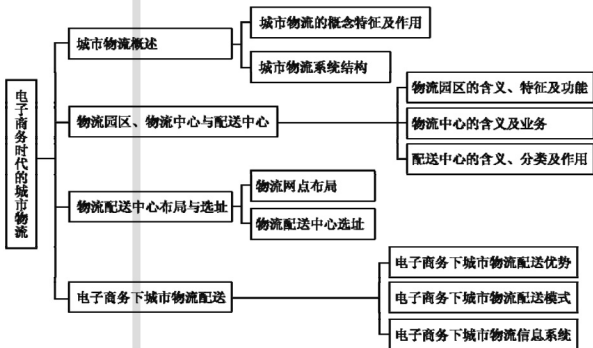 电子商务时代的城市物流
城市物流概述
城市物流的概念特征及作用
城市物流系统结构
物流园区、物流中心与配送中心
物流园区的含义、特征及功能
物流中心的含义及业务
配送中心的含义、分类及作用
物流配送中心布局与选址
物流网点布局
物流配送中心选址
电子商务下城市物流配送
电子商务下城市物流配送优势
电子商务下城市物流配送模式
电子商务下城市物流信息系统